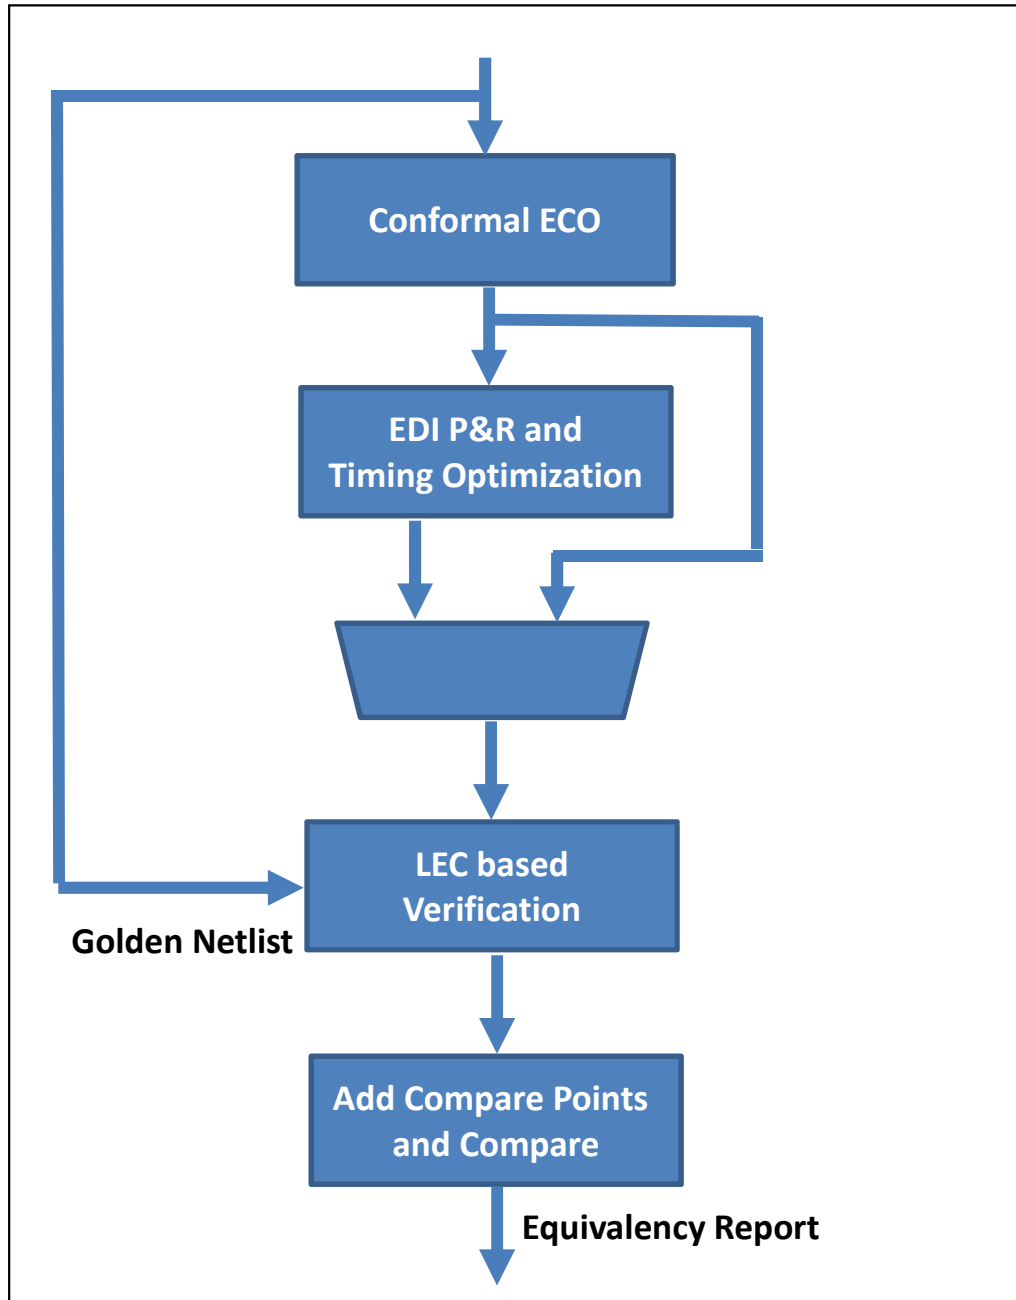 Conformal ECO
EDI P&R and
Timing Optimization
LEC based
Verification
Golden Netlist
Add Compare Points
and Compare
Equivalency Report